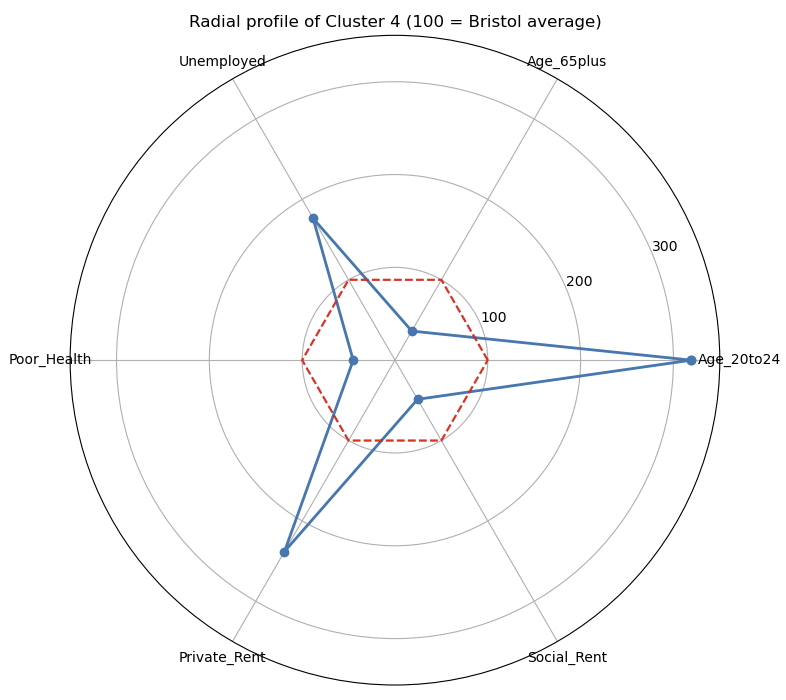 Radial profile of Cluster 4 (100 = Bristol average)
Unemployed
Age_65plus
300
200
100
Poor_Health
Age_20to24
Private_Rent
Social_Rent